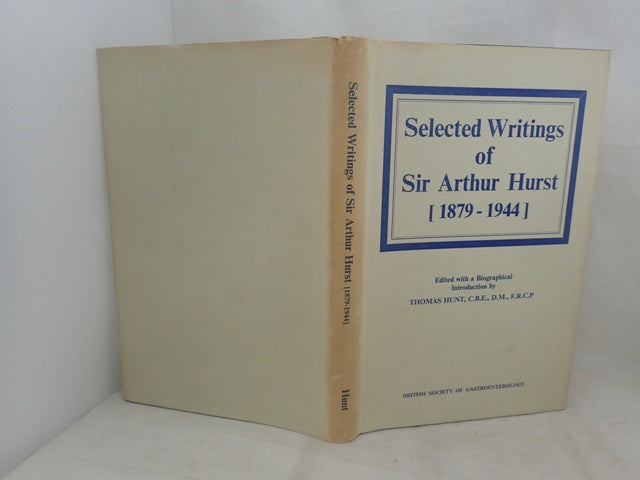 Selected Writings of Sir Arthur Hurst [1879-1944]
Hunt
Selected Writings
of
Sir Arthur Hurst
[ 1879 - 1944 ]
Edited with a Biographical
Introduction by
THOMAS HUNT, C.B.E., D.M., F.R.C.P
BRITISH SOCIETY OF GASTROENTEROLOGY